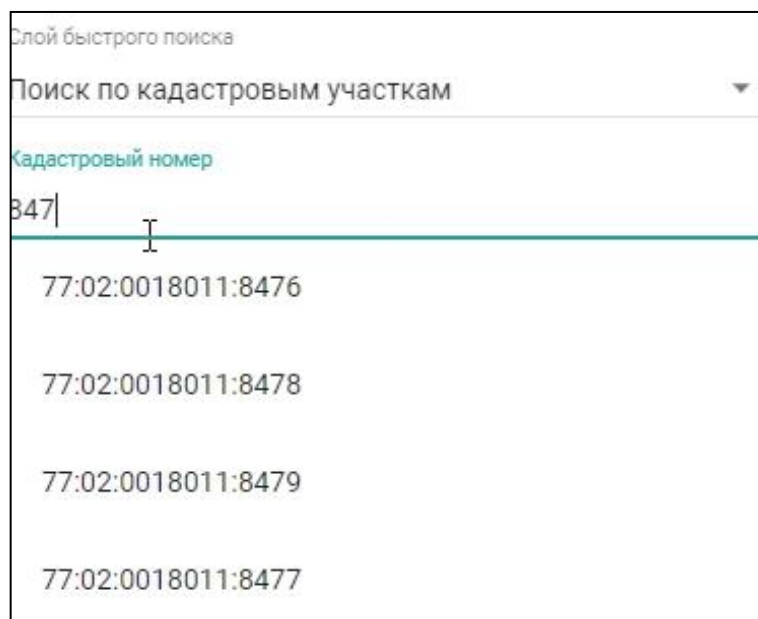 Слой быстрого поиска
Поиск по кадастровым участкам
Кадастровый номер
847
77:02:0018011:8476
77:02:0018011:8478
77:02:0018011:8479
77:02:0018011:8477